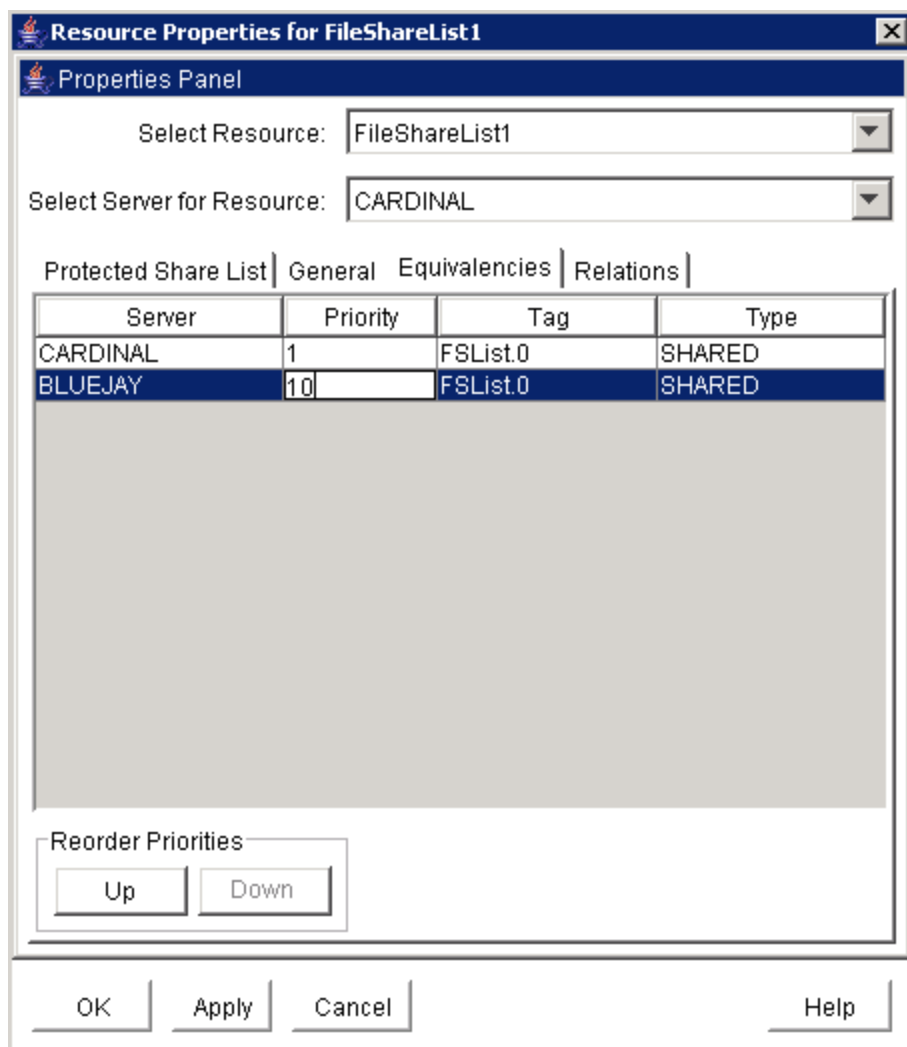 Resource Properties for FileShareList1
Properties Panel
Select Resource: FileShareList1
Select Server for Resource: CARDINAL
Protected Share List General Equivalencies Relations
Server Priority Tag Type
CARDINAL 1 FSList.0 SHARED
BLUEJAY 10 FSList.0 SHARED
Reorder Priorities
Up Down
OK Apply Cancel Help